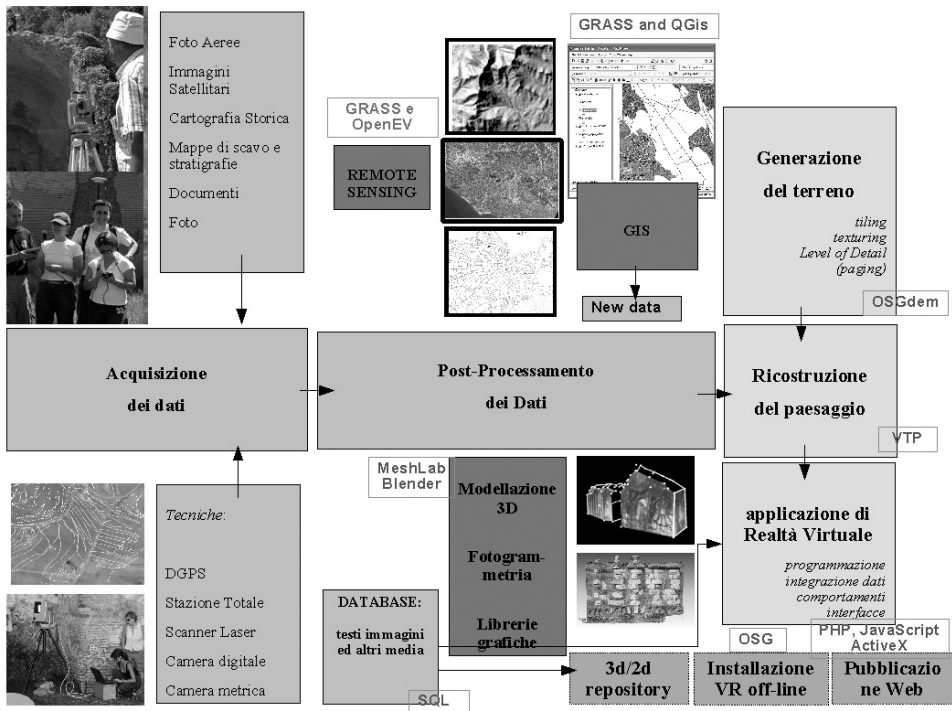 Foto Aeree
Immagini
Satellitari
Cartografia Storica
Mappe di scavo e
stratigrafie
Documenti
Foto
GRASS e
OpenEV
REMOTE
SENSING
GRASS and QGis
GIS
New data
Generazione
del terreno
tiling
texturing
Level of Detail
(paging)
OSGdem
Acquisizione
dei dati
Post-Processamento
dei Dati
Ricostruzione
del paesaggio
VTP
Tecniche:
DGPS
Stazione Totale
Scanner Laser
Camera digitale
Camera metrica
MeshLab
Blender
Modellazione
3D
Fotogram-
metria
Librerie
grafiche
DATABASE:
testi immagini
ed altri media
SQL
applicazione di
Realtà Virtuale
programmazione
integrazione dati
comportamenti
interfacce
OSG
PHP, JavaScript
ActiveX
3d/2d
repository
Installazione
VR off-line
Pubblicazio
ne Web